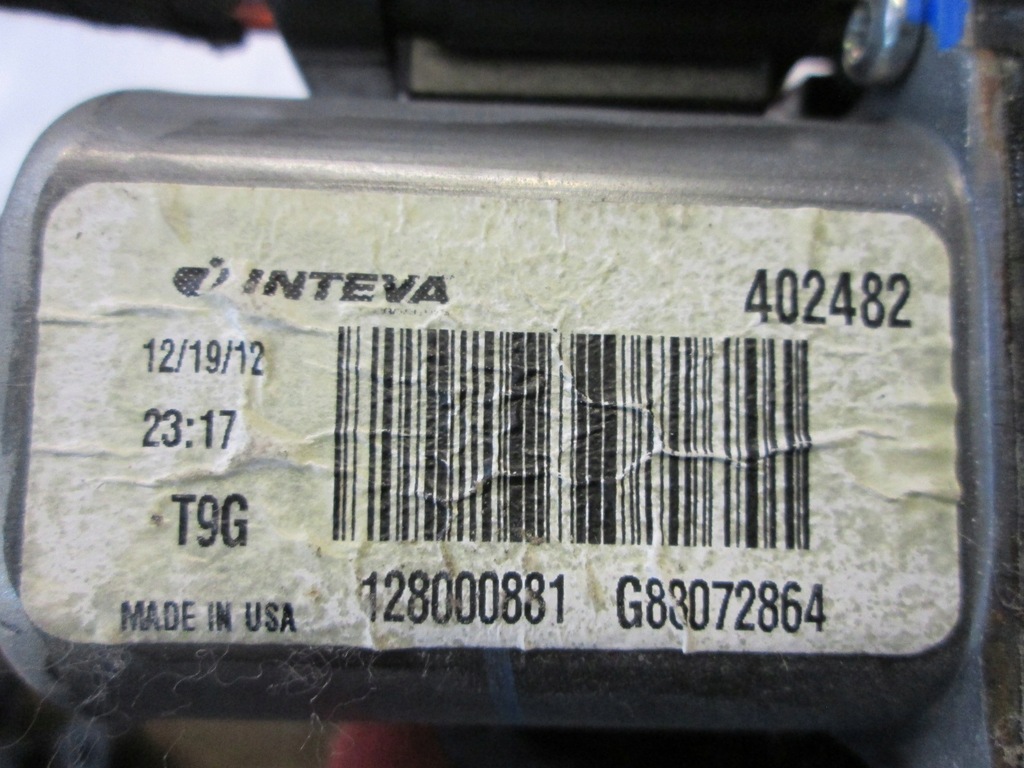 INTEVA
402482
12/19/12
23:17
T9G
MADE IN USA
128000881 G83072864